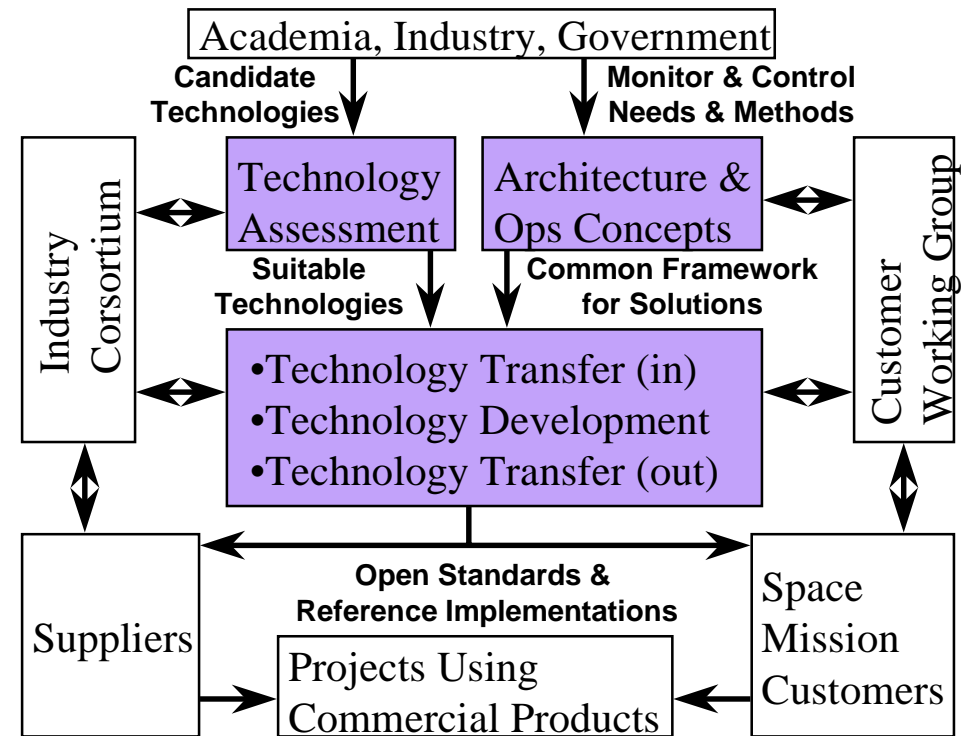 Academia, Industry, Government
Candidate
Technologies
Monitor & Control
Needs & Methods
Industry
Corsortium
Technology
Assessment
Architecture &
Ops Concepts
Customer
Working Group
Suitable
Technologies
Common Framework
for Solutions
•Technology Transfer (in)
•Technology Development
•Technology Transfer (out)
Open Standards &
Reference Implementations
Suppliers
Projects Using
Commercial Products
Space
Mission
Customers